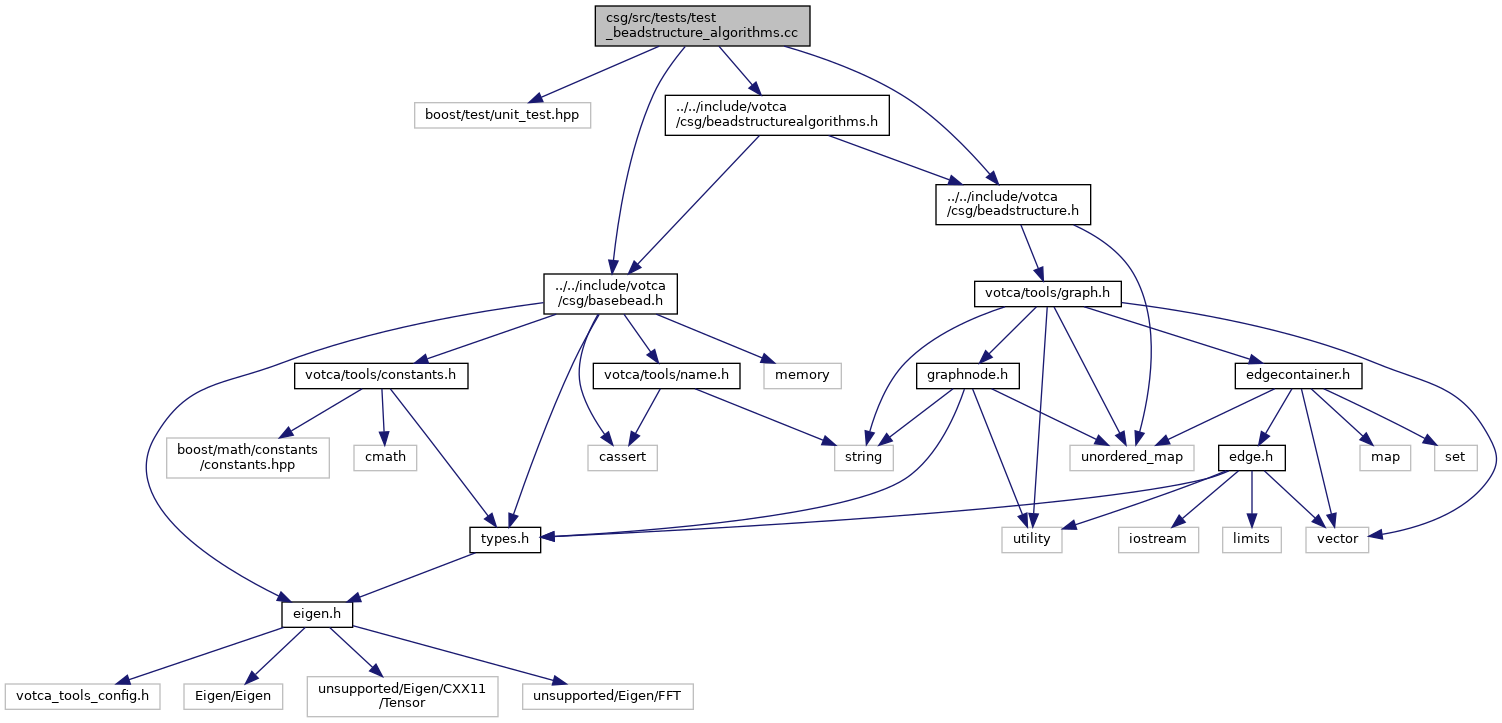 csg/src/tests/test
_beadstructure_algorithms.cc
boost/test/unit_test.hpp
../../include/votca
/csg/beadstructurealgorithms.h
../../include/votca
/csg/beadstructure.h
../../include/votca
/csg/basebead.h
votca/tools/graph.h
votca/tools/constants.h
votca/tools/name.h
memory
graphnode.h
edgecontainer.h
boost/math/constants
/constants.hpp
cmath
cassert
string
unordered_map
edge.h
map
set
types.h
utility
iostream
limits
vector
eigen.h
votca_tools_config.h
Eigen/Eigen
unsupported/Eigen/CXX11
/Tensor
unsupported/Eigen/FFT